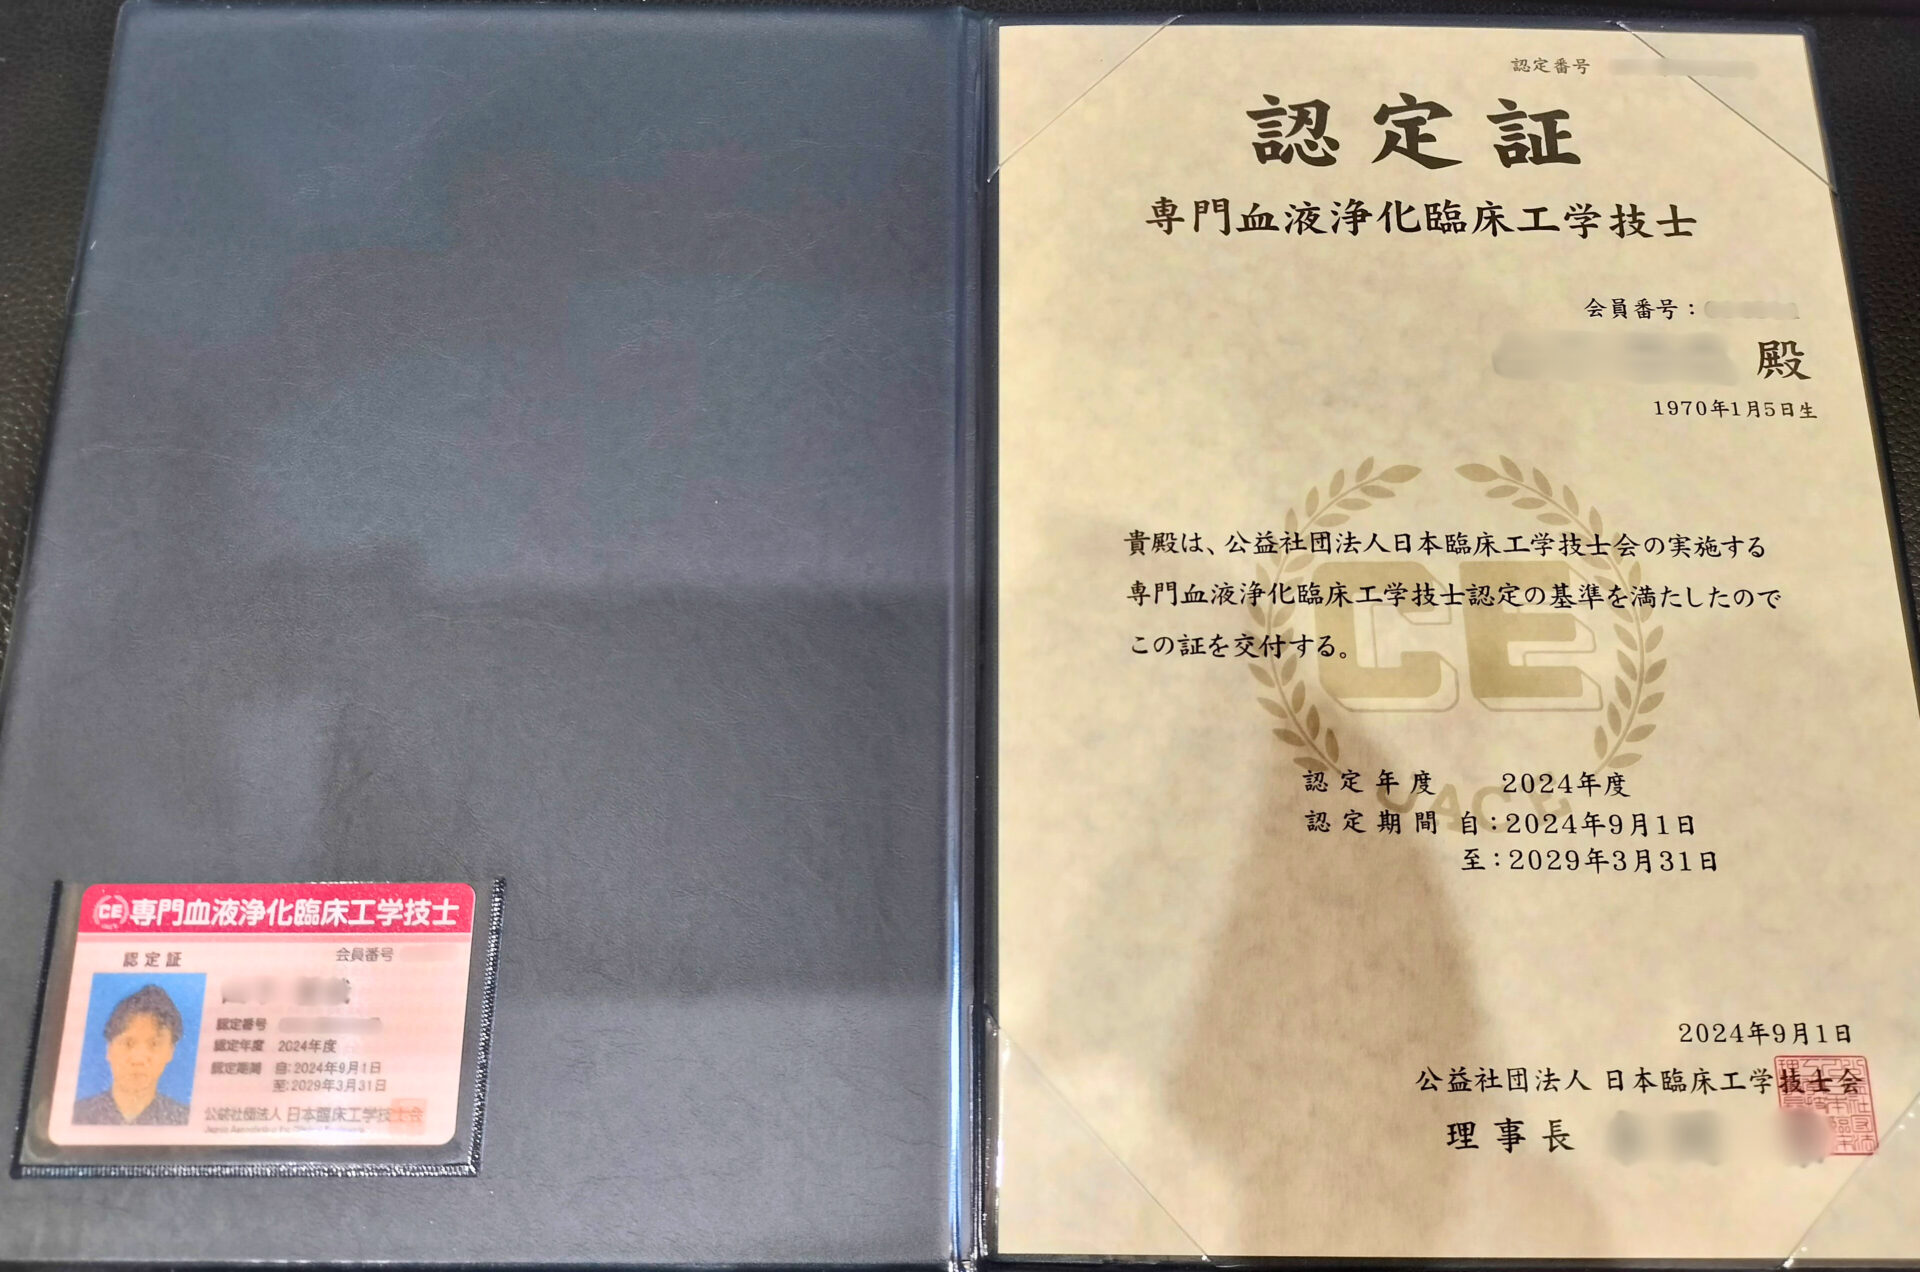 CE 専門血液浄化臨床工学技士
認定証
会員番号
認定番号
認定年度 2024年度
認定期間 自:2024年9月1日
至:2029年3月31日
公益社団法人 日本臨床工学技士会
認定番号
認定証
専門血液浄化臨床工学技士
会員番号:
殿
1970年1月5日生
CE
貴殿は、公益社団法人日本臨床工学技士会の実施する
専門血液浄化臨床工学技士認定の基準を満たしたので
この証を交付する。
認定年度 2024年度
認定期間 自:2024年9月1日
至:2029年3月31日
2024年9月1日
公益社団法人 日本臨床工学技士会
理事長